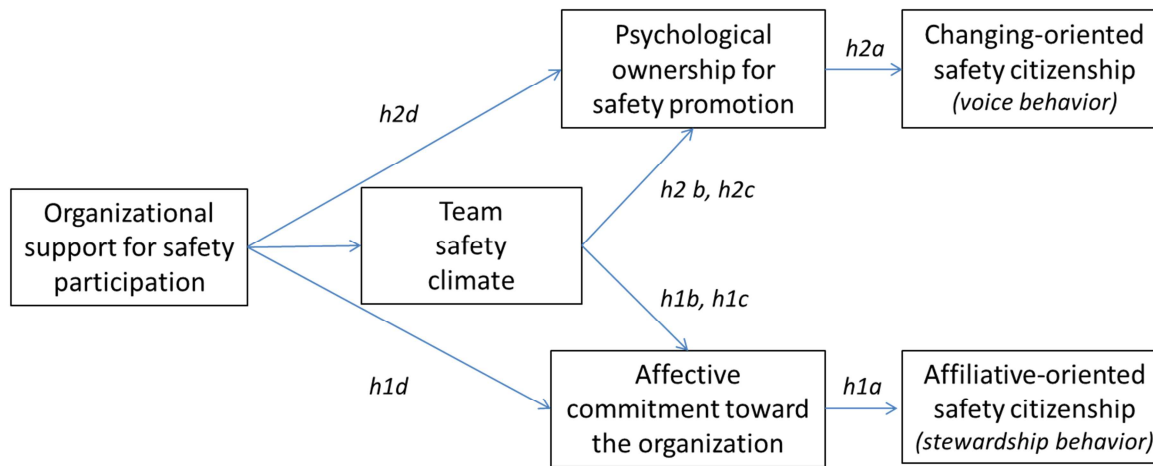 Psychological
ownership for
safety promotion
h2a
Changing-oriented
safety citizenship
(voice behavior)
h2d
h2 b, h2c
Organizational
support for safety
participation
Team
safety
climate
h1b, h1c
h1d
Affective
commitment toward
the organization
h1a
Affiliative-oriented
safety citizenship
(stewardship behavior)